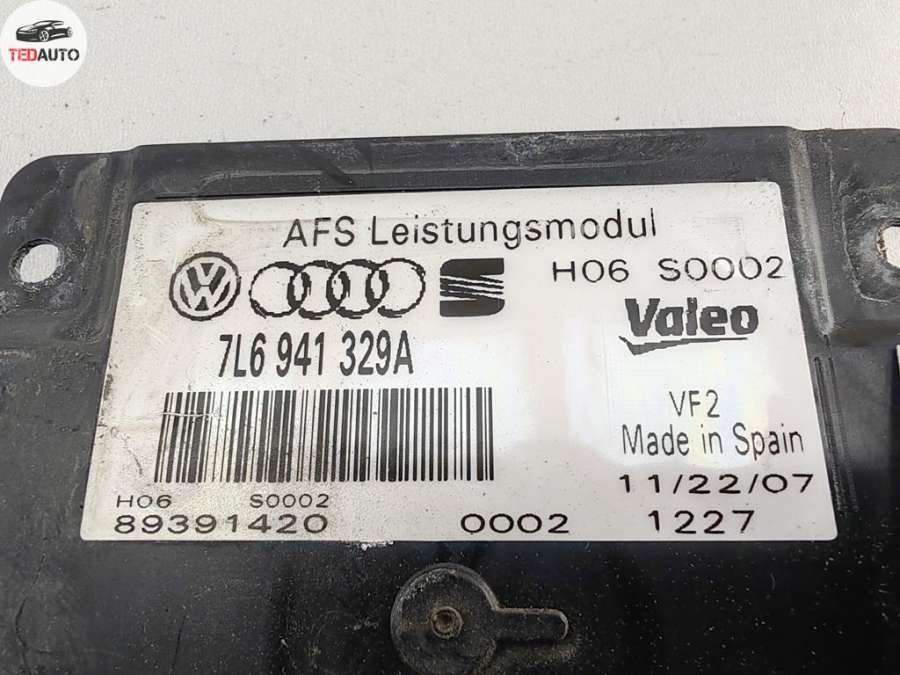 TEDAUTO
AFS Leistungsmodul
H06 S0002
Valeo
7L6 941 329A
VF2
Made in Spain
11/22/07
H06 S0002
89391420 0002 1227